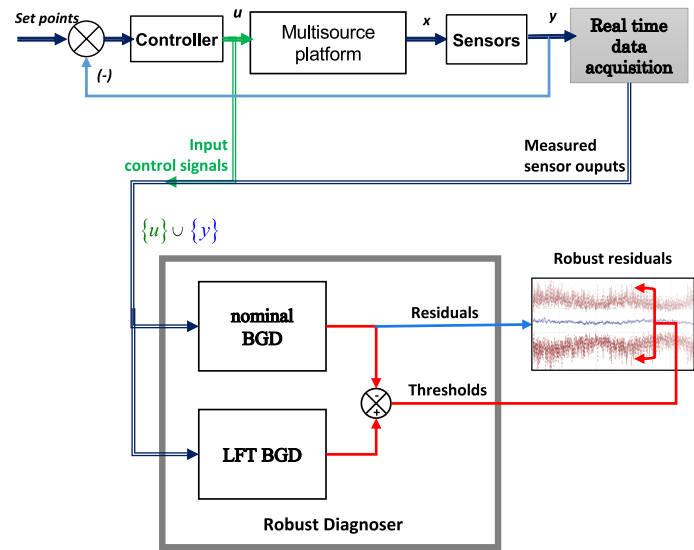 Set points
(-)
Controller
u
Multisource
platform
x
Sensors
y
Real time
data
acquisition
Input
control signals
Measured
sensor ouputs
{u} ∪ {y}
Robust residuals
nominal
BGD
Residuals
-
+
Thresholds
LFT BGD
Robust Diagnoser